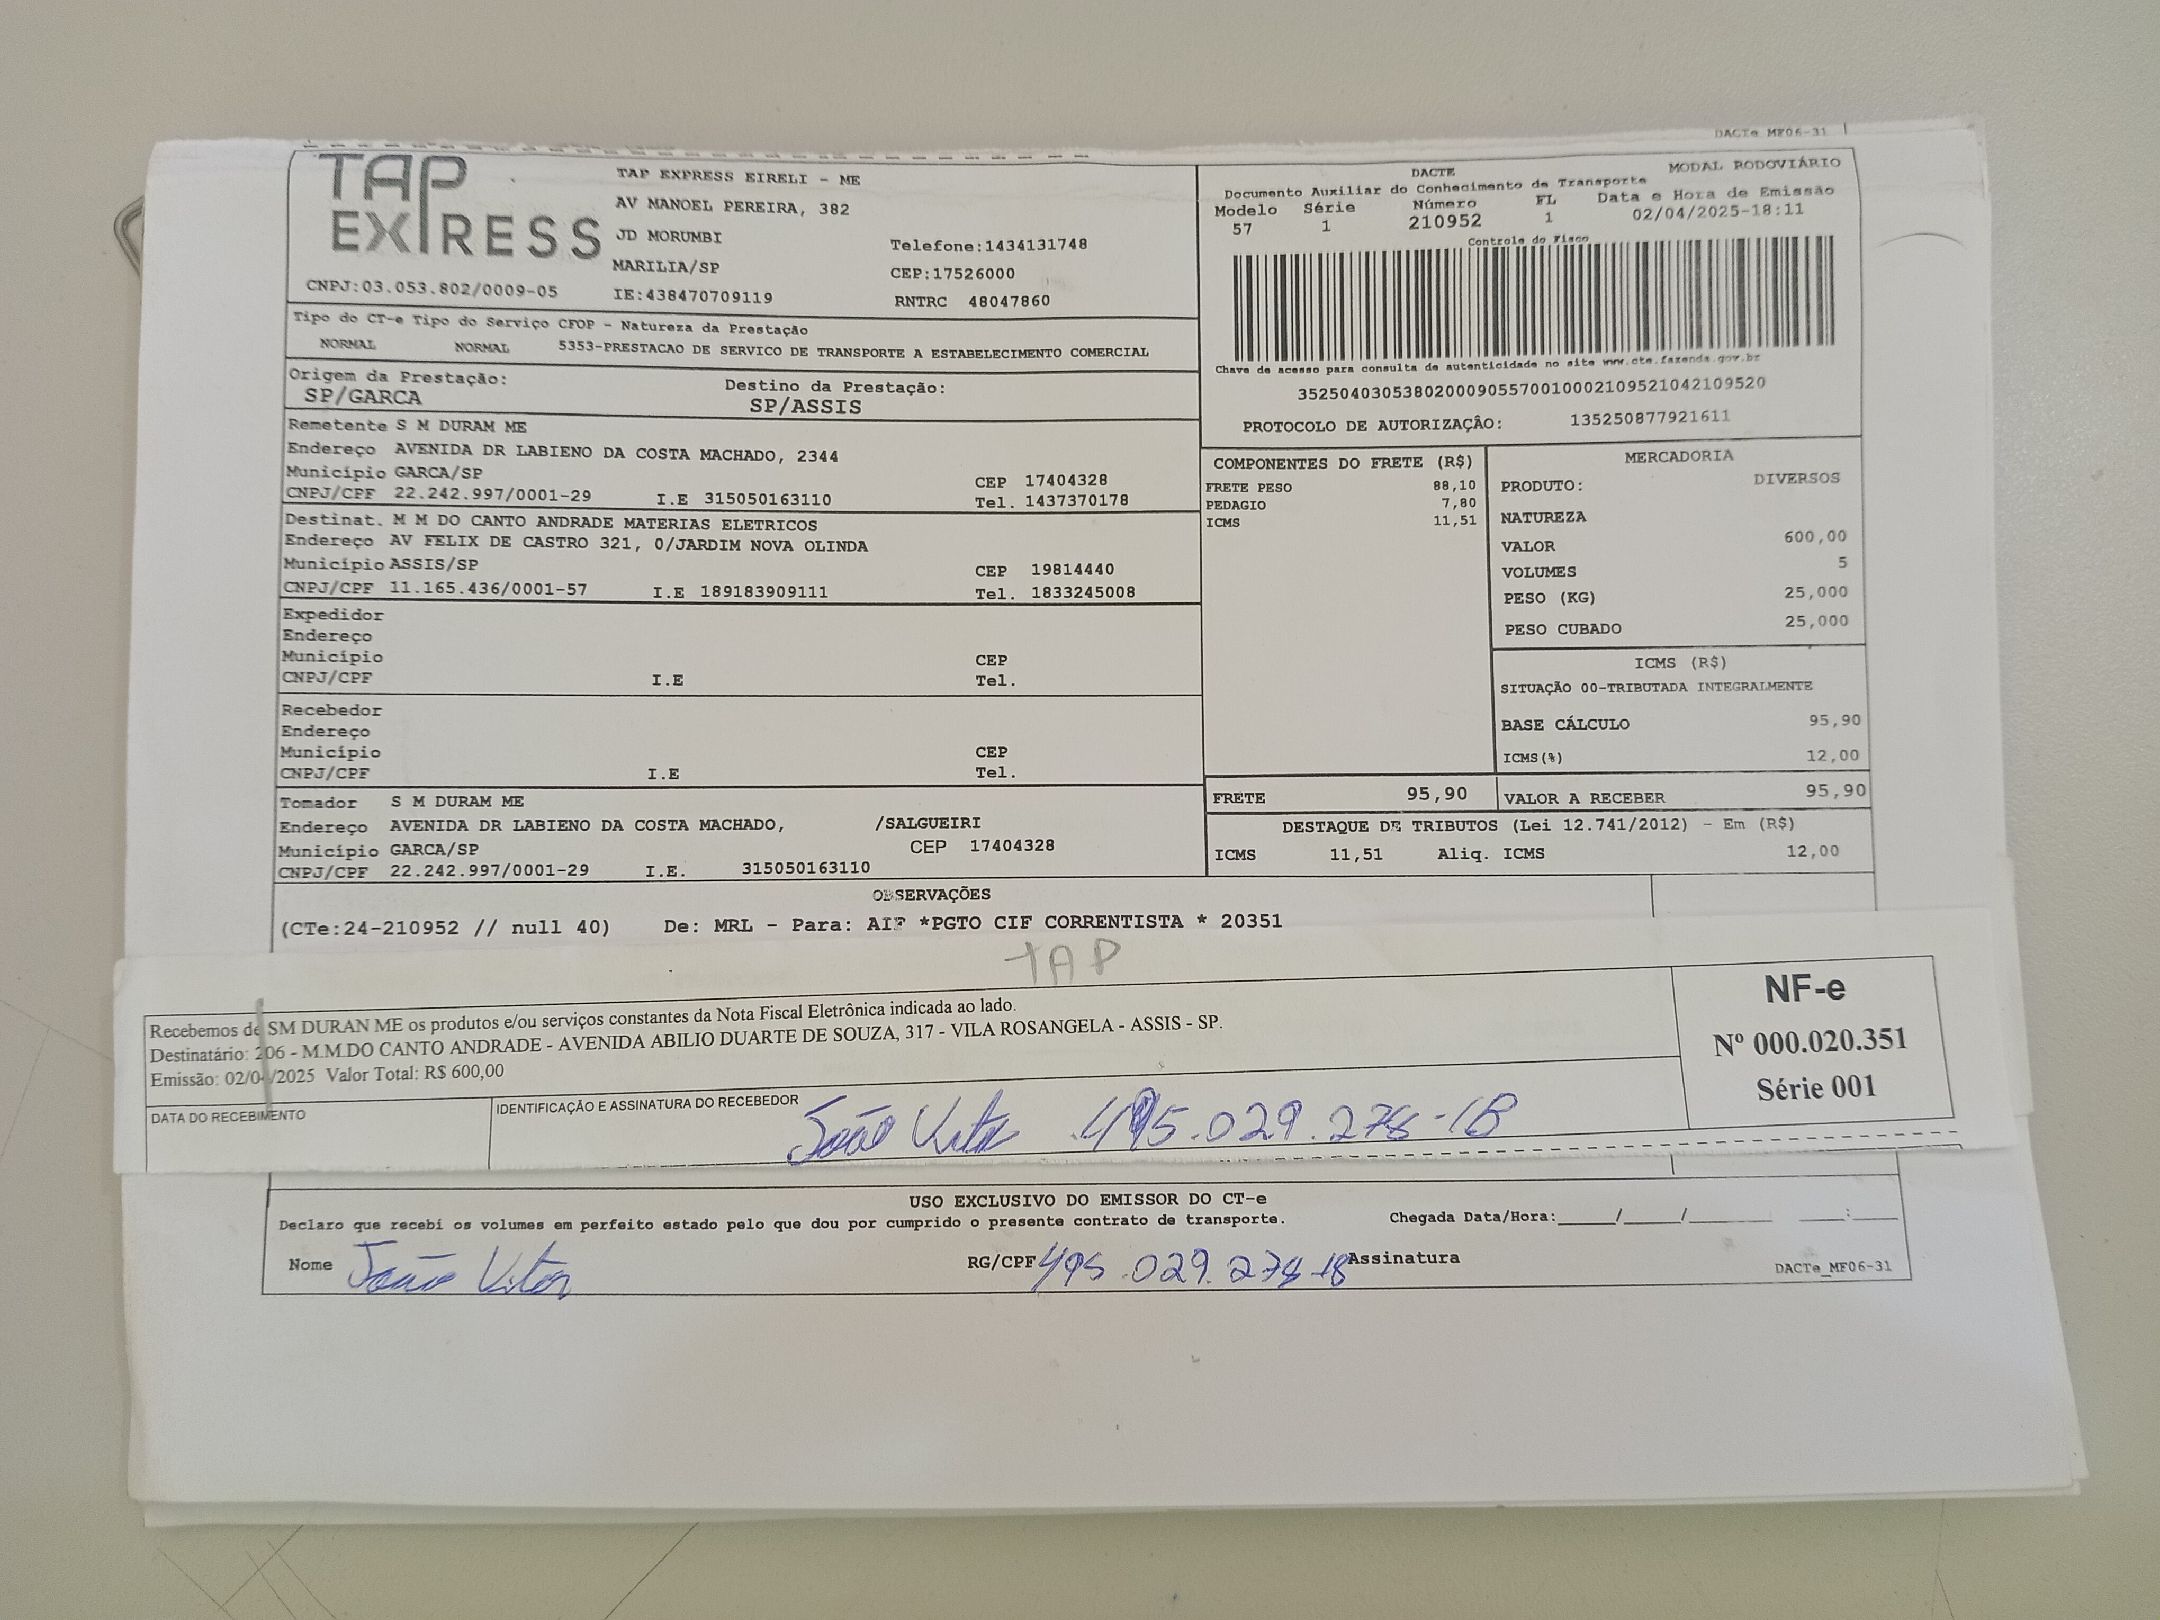 DACTe MF06-31
TAP
EXPRESS
CNPJ:03.053.802/0009-05
TAP EXPRESS EIRELI - ME
AV MANOEL PEREIRA, 382
JD MORUMBI
Telefone:1434131748
MARILIA/SP
CEP:17526000
IE:438470709119
RNTRC 48047860
DACTE
MODAL RODOVIÁRIO
Documento Auxiliar do Conhecimento de Transporte
Modelo Série Número FL Data e Hora de Emissão
57 1 210952 1 02/04/2025-18:11
Controle do Fisco
Chave de acesso para consulta de autenticidade no site www.cte.fazenda.gov.br
35250403053802000905570010002109521042109520
PROTOCOLO DE AUTORIZAÇÂO: 135250877921611
Tipo do CT-e Tipo do Serviço CFOP - Natureza da Prestação
NORMAL NORMAL 5353-PRESTACAO DE SERVICO DE TRANSPORTE A ESTABELECIMENTO COMERCIAL
Origem da Prestação: Destino da Prestação:
SP/GARCA SP/ASSIS
Remetente S M DURAM ME
Endereço AVENIDA DR LABIENO DA COSTA MACHADO, 2344
Município GARCA/SP CEP 17404328
CNPJ/CPF 22.242.997/0001-29 I.E 315050163110 Tel. 1437370178
Destinat. M M DO CANTO ANDRADE MATERIAS ELETRICOS
Endereço AV FELIX DE CASTRO 321, 0/JARDIM NOVA OLINDA
Município ASSIS/SP CEP 19814440
CNPJ/CPF 11.165.436/0001-57 I.E 189183909111 Tel. 1833245008
Expedidor
Endereço
Município CEP
CNPJ/CPF I.E Tel.
Recebedor
Endereço
Município CEP
CNPJ/CPF I.E Tel.
Tomador S M DURAM ME
Endereço AVENIDA DR LABIENO DA COSTA MACHADO, /SALGUEIRI
Município GARCA/SP CEP 17404328
CNPJ/CPF 22.242.997/0001-29 I.E. 315050163110
COMPONENTES DO FRETE (R$)
FRETE PESO 88,10
PEDAGIO 7,80
ICMS 11,51
MERCADORIA
PRODUTO: DIVERSOS
NATUREZA
VALOR 600,00
VOLUMES 5
PESO (KG) 25,000
PESO CUBADO 25,000
ICMS (R$)
SITUAÇÃO 00-TRIBUTADA INTEGRALMENTE
BASE CÁLCULO 95,90
ICMS(%) 12,00
FRETE 95,90 VALOR A RECEBER 95,90
DESTAQUE DE TRIBUTOS (Lei 12.741/2012) - Em (R$)
ICMS 11,51 Aliq. ICMS 12,00
OBSERVAÇÕES
(CTe:24-210952 // null 40) De: MRL - Para: AIF *PGTO CIF CORRENTISTA * 20351
TAP
Recebemos de SM DURAN ME os produtos e/ou serviços constantes da Nota Fiscal Eletrônica indicada ao lado.
Destinatário: 206 - M.M.DO CANTO ANDRADE - AVENIDA ABILIO DUARTE DE SOUZA, 317 - VILA ROSANGELA - ASSIS - SP.
Emissão: 02/04/2025 Valor Total: R$ 600,00
DATA DO RECEBIMENTO
IDENTIFICAÇÃO E ASSINATURA DO RECEBEDOR
João Vitor 495.029.278-18
NF-e
Nº 000.020.351
Série 001
USO EXCLUSIVO DO EMISSOR DO CT-e
Declaro que recebi os volumes em perfeito estado pelo que dou por cumprido o presente contrato de transporte. Chegada Data/Hora:____/____/______ ___:___
Nome João Vitor RG/CPF 495.029.278-18 Assinatura
DACTe_MF06-31